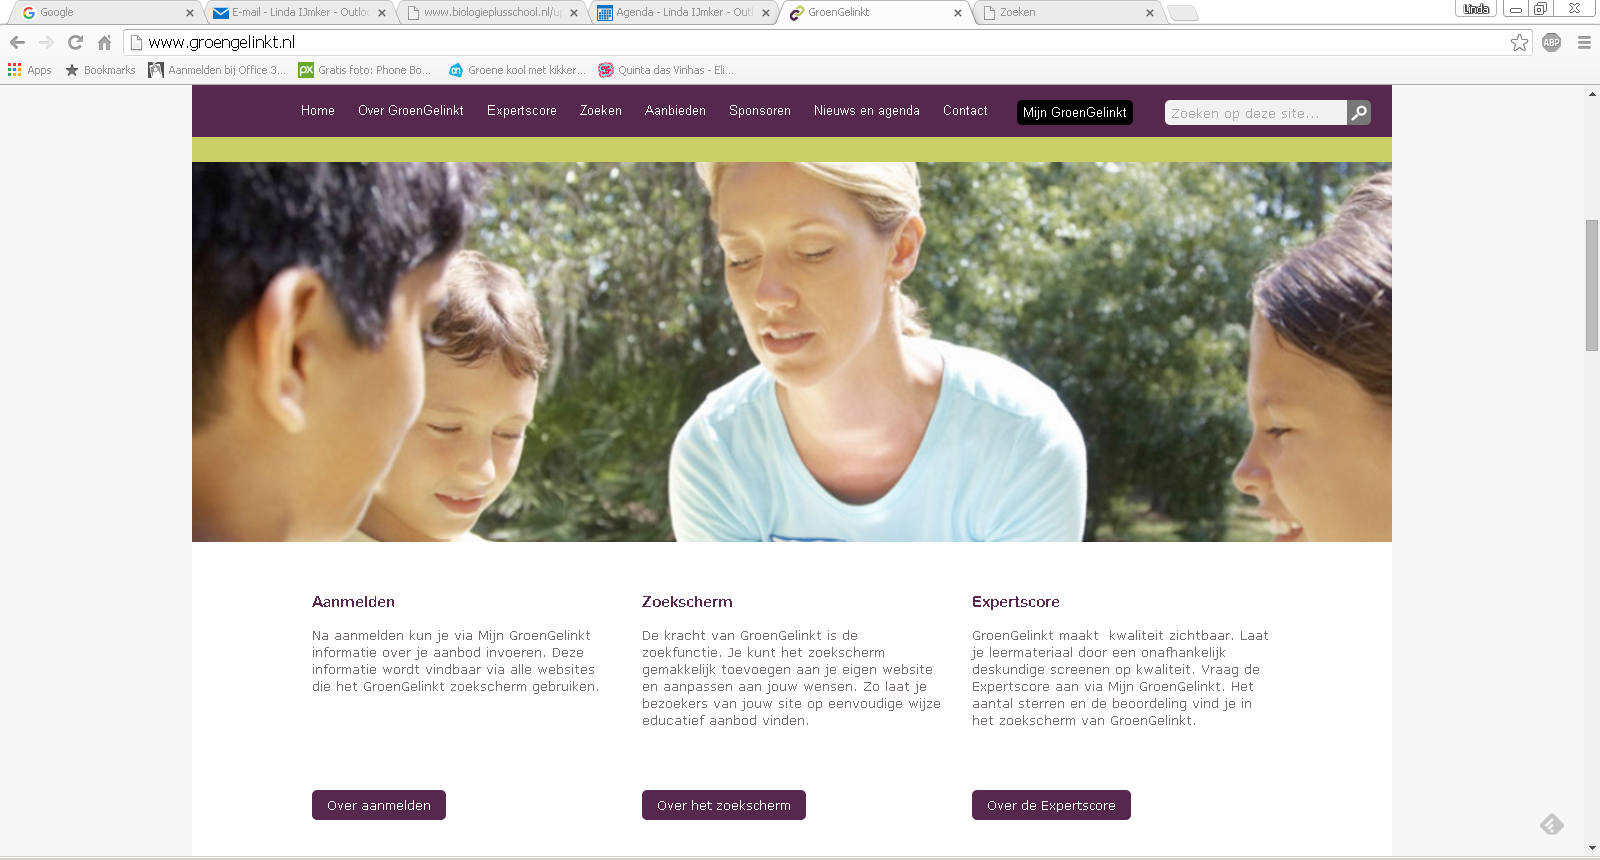 Google
E-mail - Linda IJmker - Outlo
www.biologieplusschool.nl/up
Agenda - Linda IJmker - Outl
GroenGelinkt
Zoeken
Linda
www.groengelinkt.nl
ABP
Apps
Bookmarks
Aanmelden bij Office 3...
px
Gratis foto: Phone Bo...
Groene kool met kikker...
Quinta das Vinhas - Eli...
Home
Over GroenGelinkt
Expertscore
Zoeken
Aanbieden
Sponsoren
Nieuws en agenda
Contact
Mijn GroenGelinkt
Zoeken op deze site...
Aanmelden
Na aanmelden kun je via Mijn GroenGelinkt
informatie over je aanbod invoeren. Deze
informatie wordt vindbaar via alle websites
die het GroenGelinkt zoekscherm gebruiken.
Over aanmelden
Zoekscherm
De kracht van GroenGelinkt is de
zoekfunctie. Je kunt het zoekscherm
gemakkelijk toevoegen aan je eigen website
en aanpassen aan jouw wensen. Zo laat je
bezoekers van jouw site op eenvoudige wijze
educatief aanbod vinden.
Over het zoekscherm
Expertscore
GroenGelinkt maakt  kwaliteit zichtbaar. Laat
je leermateriaal door een onafhankelijk
deskundige screenen op kwaliteit. Vraag de
Expertscore aan via Mijn GroenGelinkt. Het
aantal sterren en de beoordeling vind je in
het zoekscherm van GroenGelinkt.
Over de Expertscore